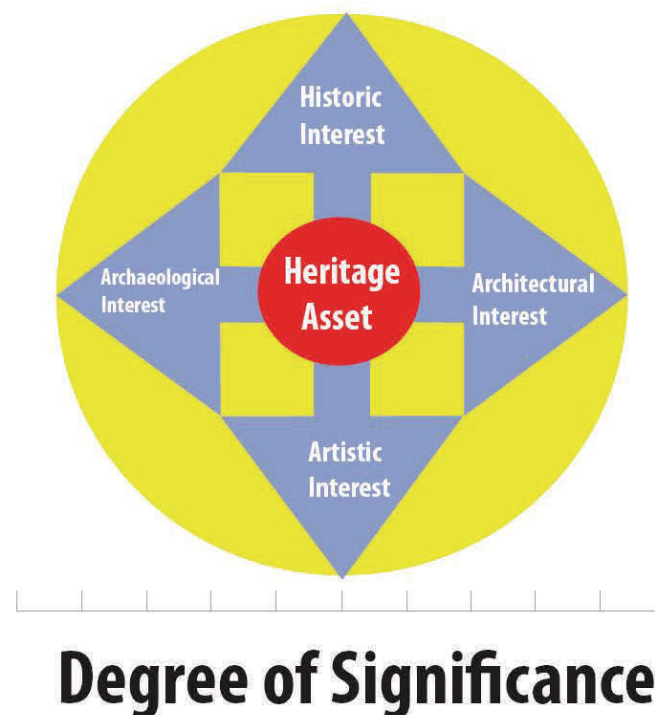 Historic
Interest
Archaeological
Interest
Heritage
Asset
Architectural
Interest
Artistic
Interest
Degree of Significance